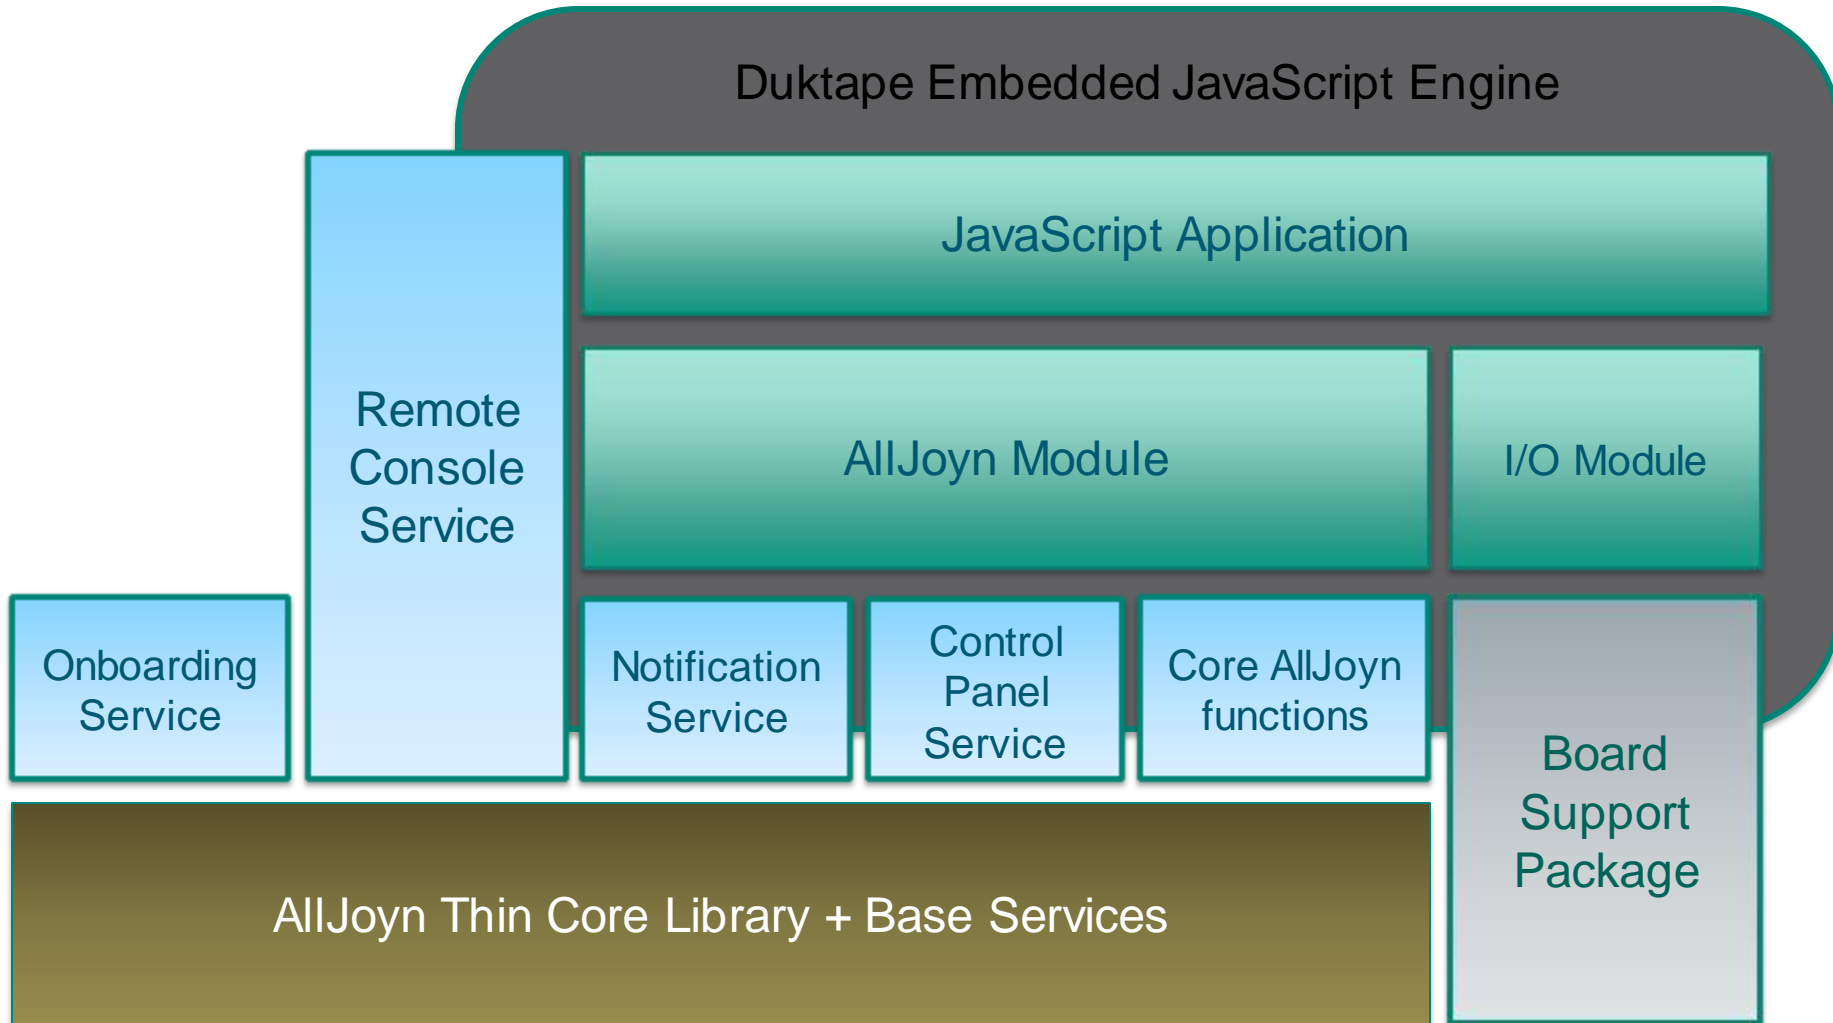 Duktape Embedded JavaScript Engine
JavaScript Application
Remote
Console
Service
AllJoyn Module
I/O Module
Onboarding
Service
Notification
Service
Control
Panel
Service
Core AllJoyn
functions
Board
Support
Package
AllJoyn Thin Core Library + Base Services